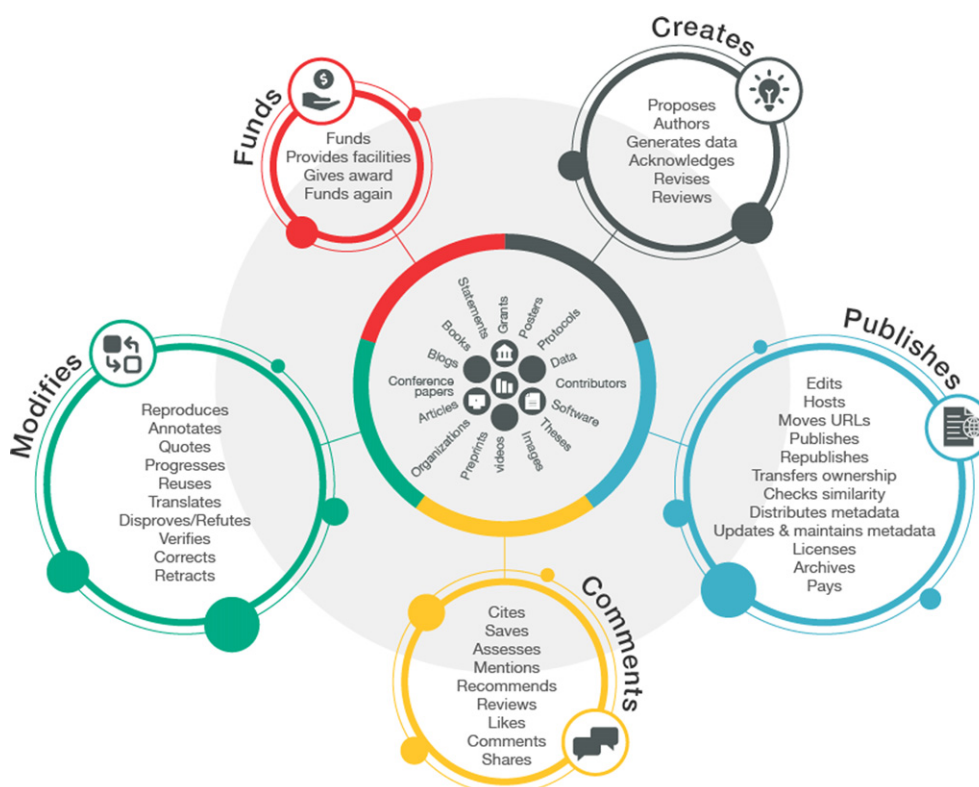 Funds
Funds
Provides facilities
Gives award
Funds again
Creates
Proposes
Authors
Generates data
Acknowledges
Revises
Reviews
Publishes
Edits
Hosts
Moves URLs
Publishes
Republishes
Transfers ownership
Checks similarity
Distributes metadata
Updates & maintains metadata
Licenses
Archives
Pays
Comments
Cites
Saves
Assesses
Mentions
Recommends
Reviews
Likes
Comments
Shares
Modifies
Reproduces
Annotates
Quotes
Progresses
Reuses
Translates
Disproves/Refutes
Verifies
Corrects
Retracts
Grants
Posters
Protocols
Data
Contributors
Software
Theses
Images
videos
Preprints
Organizations
Articles
Conference
papers
Blogs
Books
Statements
$